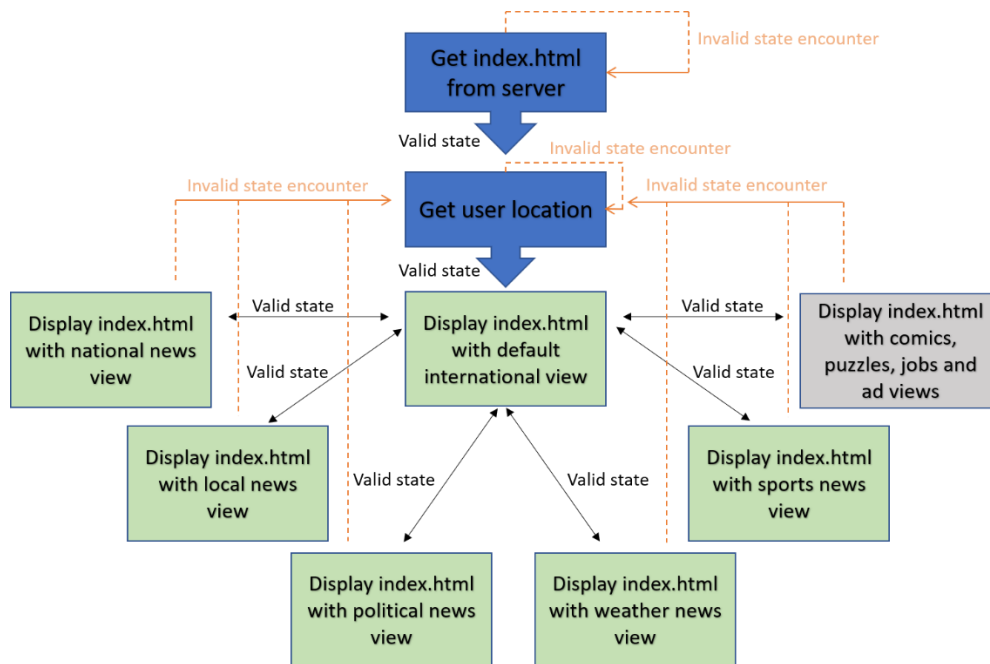 Invalid state encounter
Get index.html
from server
Valid state
Invalid state encounter
Invalid state encounter
Invalid state encounter
Get user location
Valid state
Valid state
Valid state
Display index.html
with national news
view
Display index.html
with default
international view
Display index.html
with comics,
puzzles, jobs and
ad views
Valid state
Valid state
Display index.html
with local news
view
Valid state
Valid state
Display index.html
with sports news
view
Display index.html
with political news
view
Display index.html
with weather news
view